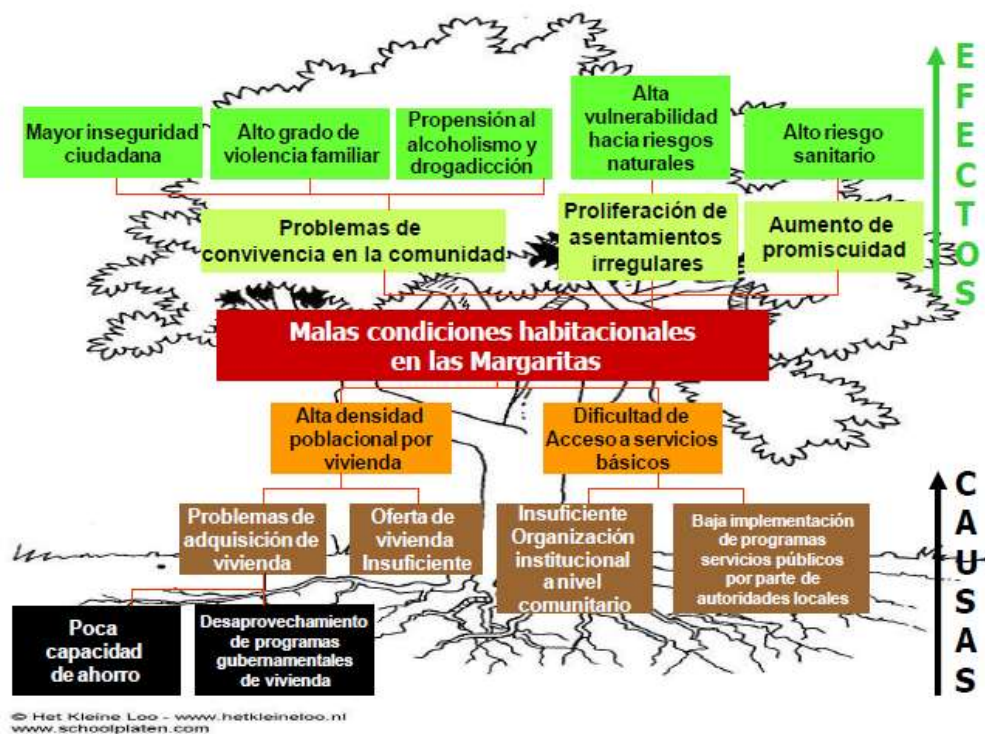 Mayor inseguridad
ciudadana
Alto grado de
violencia familiar
Propensión al
alcoholismo y
drogadicción
Alta
vulnerabilidad
hacia riesgos
naturales
Alto riesgo
sanitario
Problemas de
convivencia en la comunidad
Proliferación de
asentamientos
irregulares
Aumento de
promiscuidad
EFECTOS
Malas condiciones habitacionales
en las Margaritas
Alta densidad
poblacional por
vivienda
Dificultad de
Acceso a servicios
básicos
Problemas de
adquisición de
vivienda
Oferta de
vivienda
Insuficiente
Insuficiente
Organización
institucional
a nivel
comunitario
Baja implementación
de programas
servicios públicos
por parte de
autoridades locales
Poca
capacidad
de ahorro
Desaprovechamiento
de programas
gubernamentales
de vivienda
CAUSAS
© Het Kleine Loo - www.hetkleineloo.nl
www.schoolplaten.com